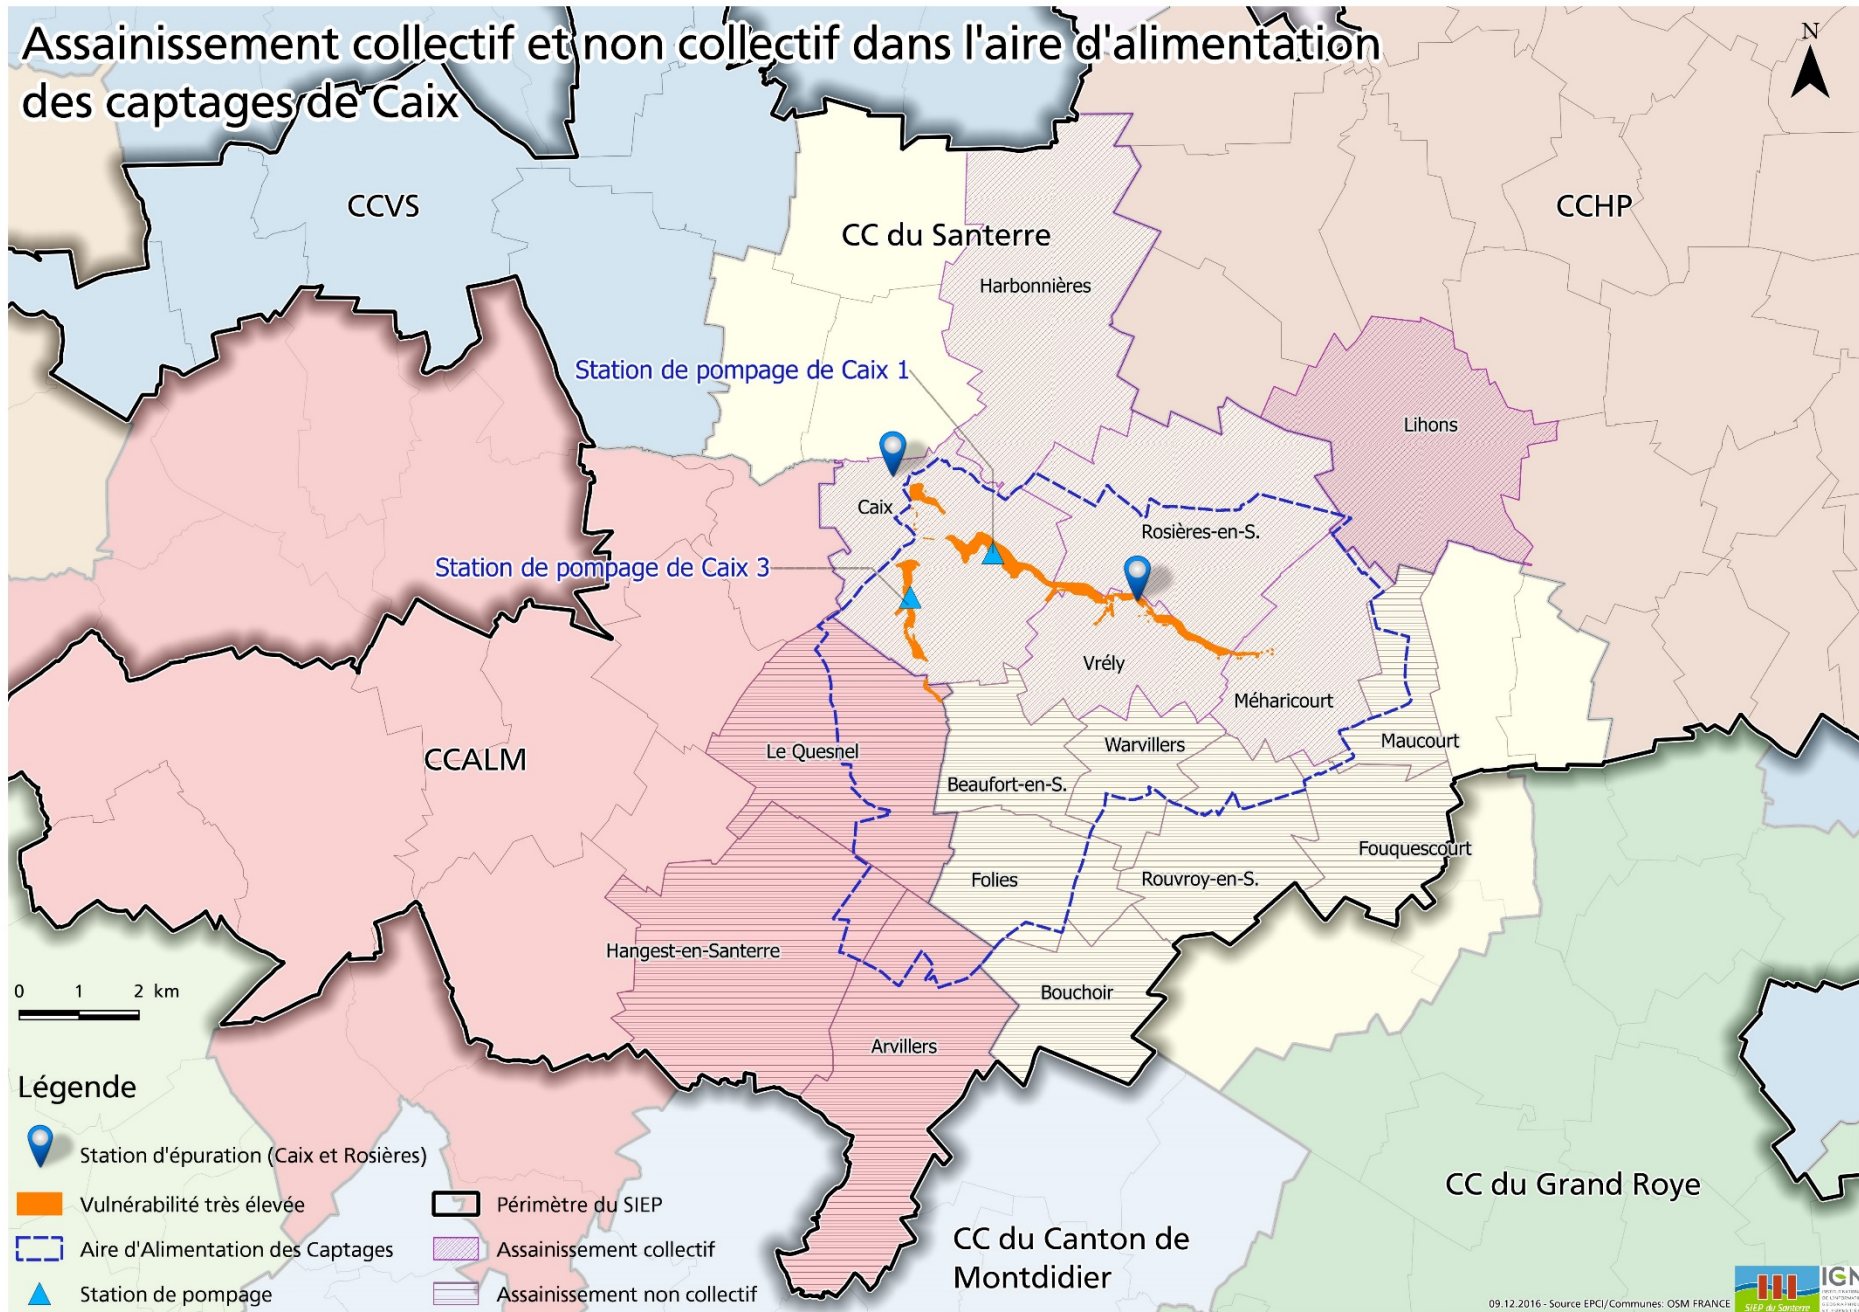 Assainissement collectif et non collectif dans l'aire d'alimentation
des captages de Caix
N
CCVS
CCHP
CC du Santerre
Harbonnières
Station de pompage de Caix 1
Lihons
Caix
Rosières-en-S.
Station de pompage de Caix 3
Vrély
Méharicourt
Maucourt
Warvillers
Le Quesnel
CCALM
Beaufort-en-S.
Fouquescourt
Folies
Rouvroy-en-S.
Hangest-en-Santerre
Bouchoir
Arvillers
0 1 2 km
Légende
Station d'épuration (Caix et Rosières)
Vulnérabilité très élevée
Aire d'Alimentation des Captages
Station de pompage
Périmètre du SIEP
Assainissement collectif
Assainissement non collectif
CC du Canton de
Montdidier
CC du Grand Roye
09.12.2016 - Source EPCI/Communes: OSM FRANCE
SIEP du Santerre
IGN